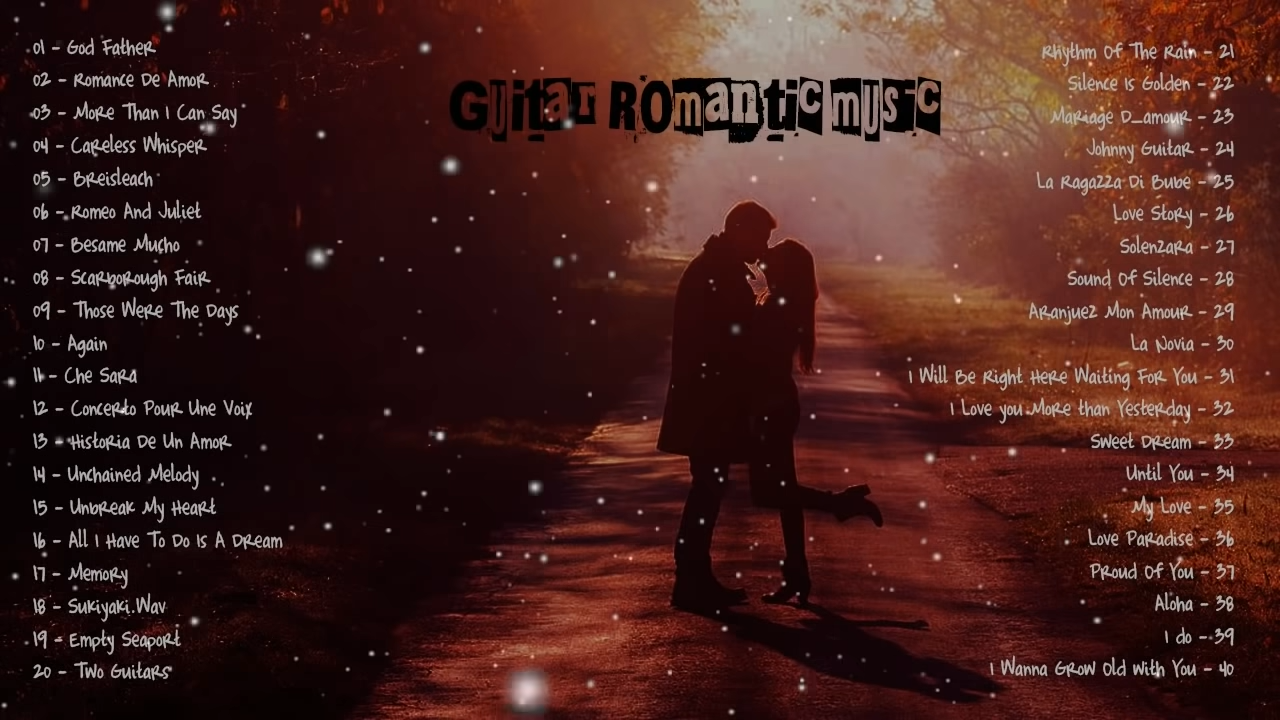 Guitar Romantic music
01 - God Father
02 - Romance De Amor
03 - More Than I Can Say
04 - Careless Whisper
05 - Breisleach
06 - Romeo And Juliet
07 - Besame Mucho
08 - Scarborough Fair
09 - Those Were The Days
10 - Again
11 - Che Sara
12 - Concerto Pour Une Voix
13 - Historia De Un Amor
14 - Unchained Melody
15 - Unbreak My Heart
16 - All I Have To Do Is A Dream
17 - Memory
18 - Sukiyaki.Wav
19 - Empty Seaport
20 - Two Guitars
Rhythm Of The Rain - 21
Silence Is Golden - 22
Mariage D_amour - 23
Johnny Guitar - 24
La Ragazza Di Bube - 25
Love Story - 26
Solenzara - 27
Sound Of Silence - 28
Aranjuez Mon Amour - 29
La Novia - 30
I Will Be Right Here Waiting For You - 31
I Love you More than Yesterday - 32
Sweet Dream - 33
Until You - 34
My Love - 35
Love Paradise - 36
Proud Of You - 37
Aloha - 38
I do - 39
I Wanna Grow Old With You - 40